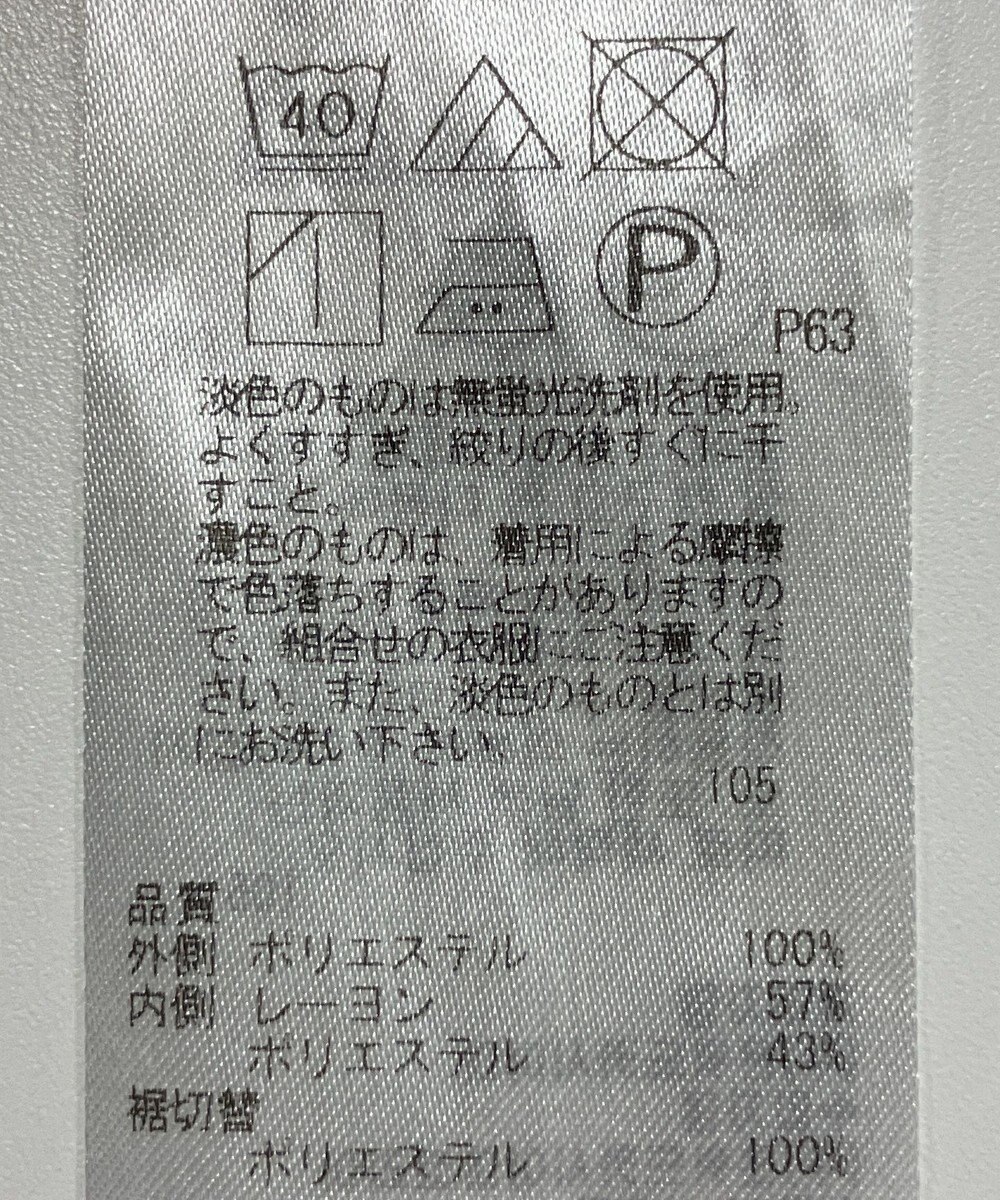 40
P
P63
淡色のものは無蛍光洗剤を使用。
よくすすぎ、絞りの後すぐに干
すこと。
濃色のものは、着用による摩擦
で色落ちすることがありますの
で、組合せの衣服にご注意くだ
さい。また、淡色のものとは別
にお洗い下さい。
105
品質
外側 ポリエステル 100%
内側 レーヨン 57%
ポリエステル 43%
裾切替
ポリエステル 100%